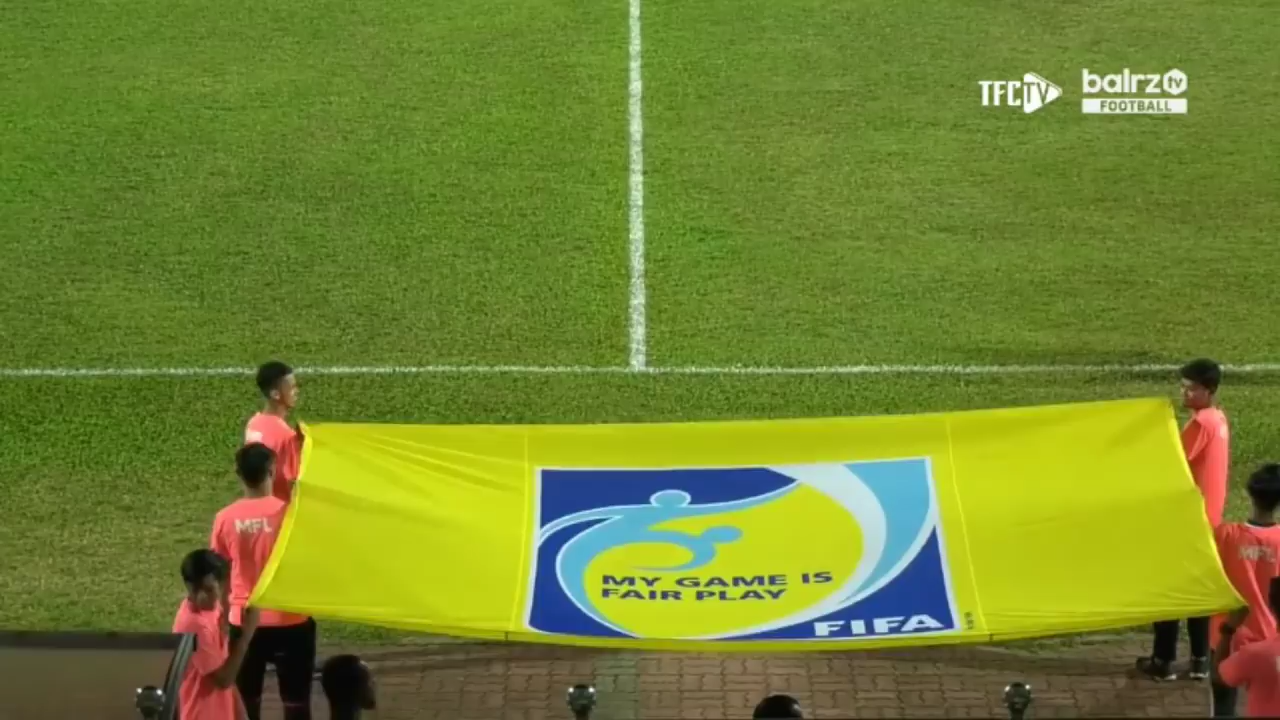 TFCTV
balrz tv
FOOTBALL
MFL
MFL
MY GAME IS
FAIR PLAY
FIFA